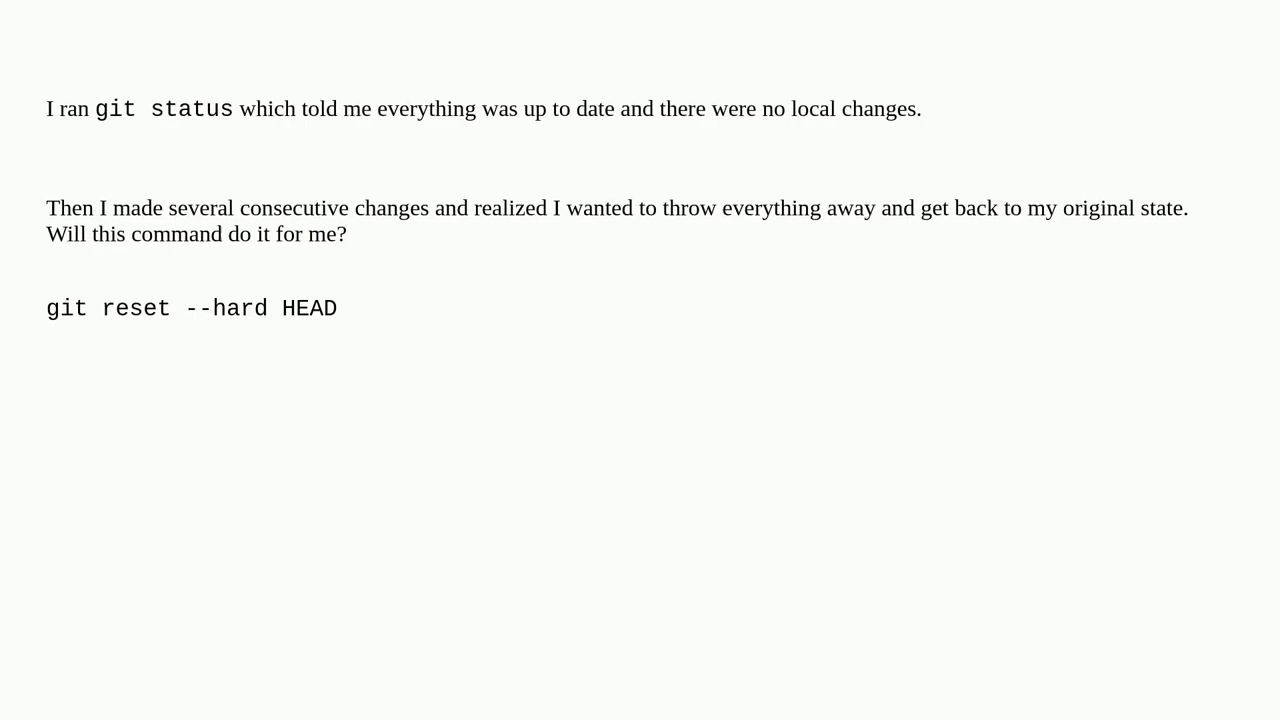 I ran git status which told me everything was up to date and there were no local changes.
Then I made several consecutive changes and realized I wanted to throw everything away and get back to my original state.
Will this command do it for me?
git reset --hard HEAD